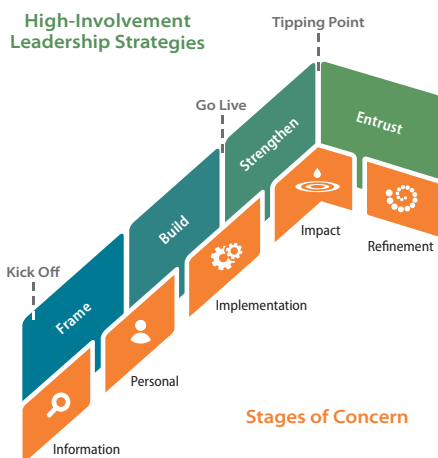 High-Involvement
Leadership Strategies
Tipping Point
Go Live
Kick Off
Frame
Build
Strengthen
Entrust
Information
Personal
Implementation
Impact
Refinement
Stages of Concern